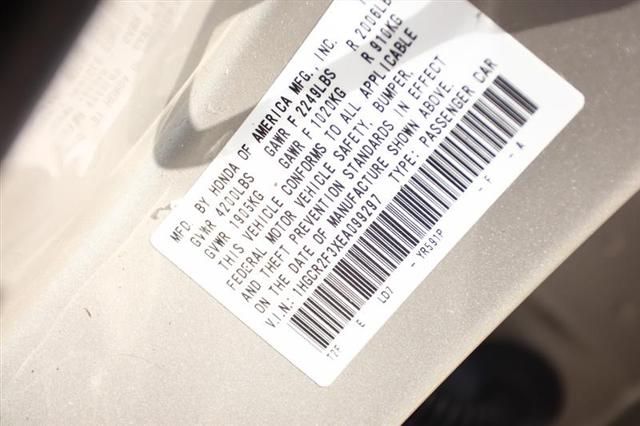 MFD. BY HONDA OF AMERICA MFG., INC.
GVWR 4200LBS GAWR F 2249LBS R 2006LBS
GVWR 1905KG GAWR F 1020KG R 910KG
THIS VEHICLE CONFORMS TO ALL APPLICABLE
FEDERAL MOTOR VEHICLE SAFETY, BUMPER,
AND THEFT PREVENTION STANDARDS IN EFFECT
ON THE DATE OF MANUFACTURE SHOWN ABOVE.
V.I.N.: 1HGCR2F3XEA099297 TYPE: PASSENGER CAR
T2F E LD7 - YR591P - F - A